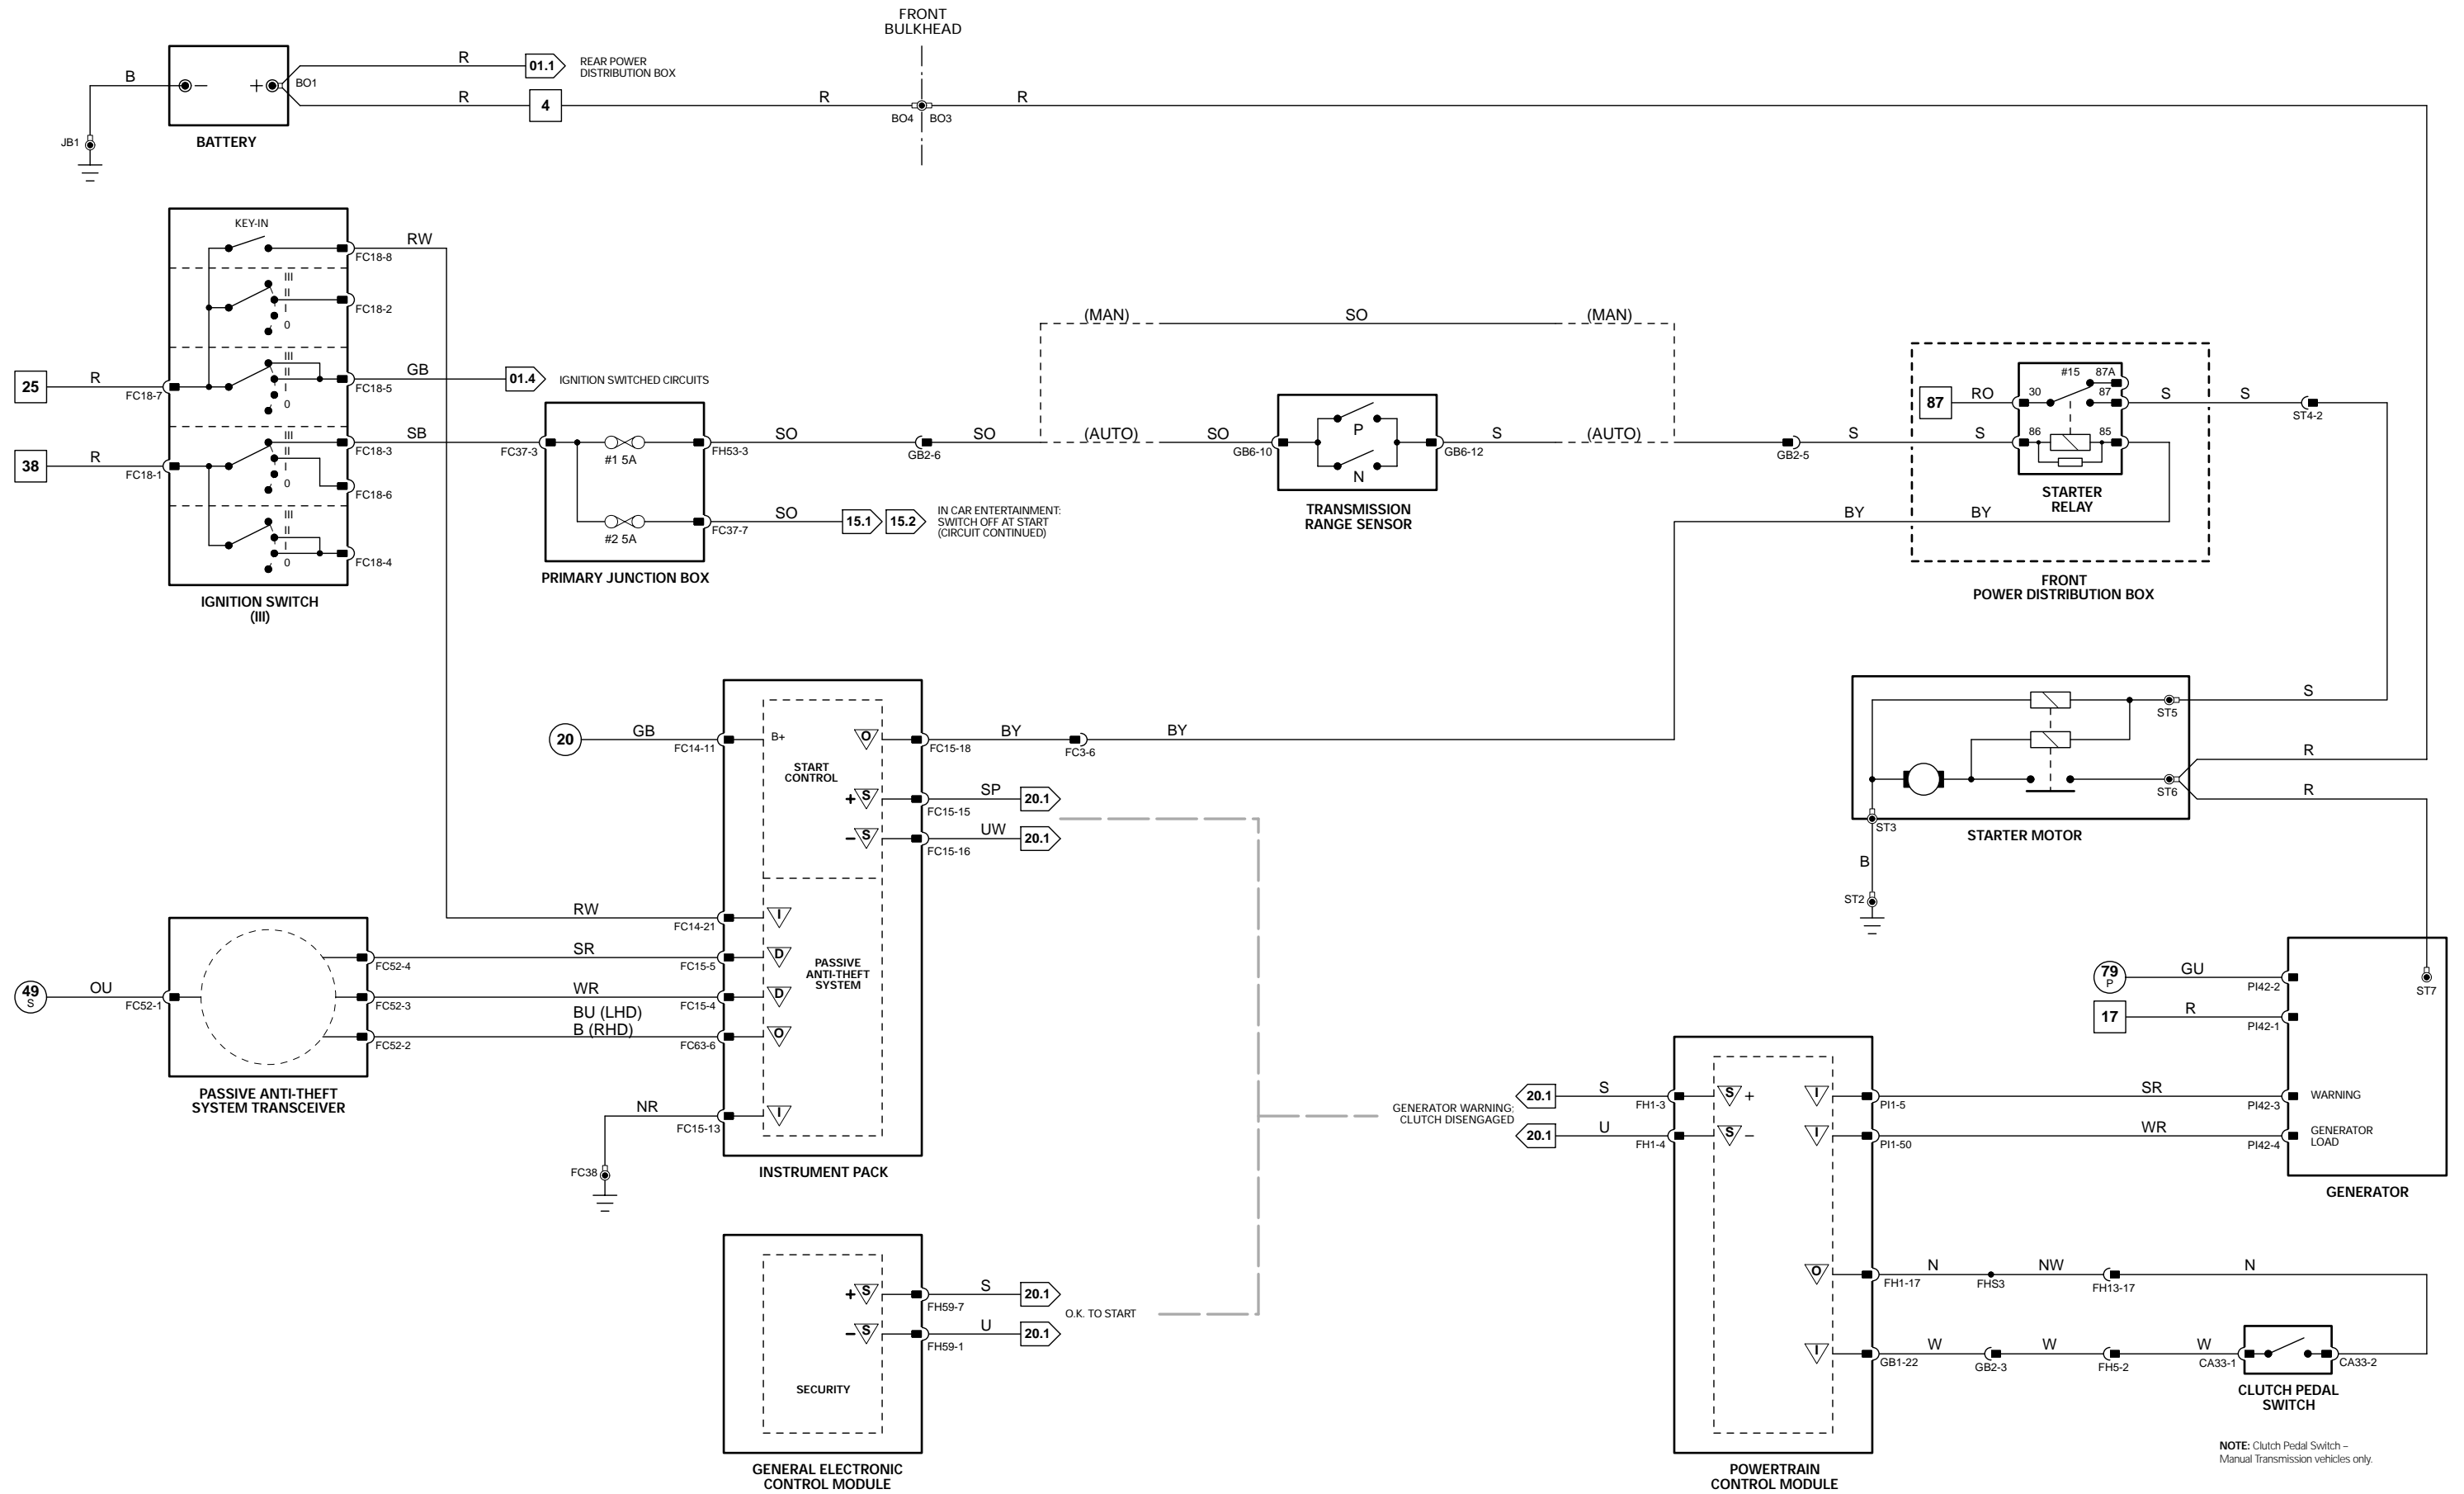 FRONT
BULKHEAD
B
BO1
R
01.1
REAR POWER
DISTRIBUTION BOX
R
4
R
R
BO4
BO3
JB1
BATTERY
KEY-IN
RW
FC18-8
III
II
I
0
FC18-2
25
R
FC18-7
III
II
I
0
GB
FC18-5
01.4
IGNITION SWITCHED CIRCUITS
38
R
FC18-1
III
II
I
0
SB
FC18-3
FC18-6
III
II
I
0
FC18-4
IGNITION SWITCH
(III)
FC37-3
#1 5A
#2 5A
FH53-3
FC37-7
PRIMARY JUNCTION BOX
SO
SO
15.1
15.2
IN CAR ENTERTAINMENT:
SWITCH OFF AT START
(CIRCUIT CONTINUED)
GB2-6
SO
(MAN)
SO
(MAN)
(AUTO)
SO
GB6-10
P
N
GB6-12
TRANSMISSION
RANGE SENSOR
S
(AUTO)
GB2-5
S
S
87
RO
#15
87A
30
87
86
85
STARTER
RELAY
S
S
ST4-2
BY
BY
FRONT
POWER DISTRIBUTION BOX
20
GB
FC14-11
B+
START
CONTROL
O
FC15-18
BY
FC3-6
BY
+
S
FC15-15
SP
20.1
–
S
FC15-16
UW
20.1
RW
FC14-21
I
SR
FC15-5
D
WR
FC15-4
D
PASSIVE
ANTI-THEFT
SYSTEM
BU (LHD)
B (RHD)
FC63-6
O
NR
FC15-13
I
FC38
INSTRUMENT PACK
49
S
OU
FC52-1
FC52-4
FC52-3
FC52-2
PASSIVE ANTI-THEFT
SYSTEM TRANSCEIVER
+
S
FH59-7
S
20.1
–
S
FH59-1
U
20.1
O.K. TO START
SECURITY
GENERAL ELECTRONIC
CONTROL MODULE
ST5
S
ST6
R
R
STARTER MOTOR
ST3
B
ST2
79
P
GU
PI42-2
ST7
17
R
PI42-1
20.1
S
FH1-3
S
+
I
PI1-5
SR
PI42-3
WARNING
GENERATOR WARNING;
CLUTCH DISENGAGED
20.1
U
FH1-4
S
–
I
PI1-50
WR
PI42-4
GENERATOR
LOAD
GENERATOR
O
FH1-17
N
FHS3
NW
FH13-17
N
I
GB1-22
W
GB2-3
W
FH5-2
W
CA33-1
CA33-2
CLUTCH PEDAL
SWITCH
POWERTRAIN
CONTROL MODULE
NOTE: Clutch Pedal Switch –
Manual Transmission vehicles only.